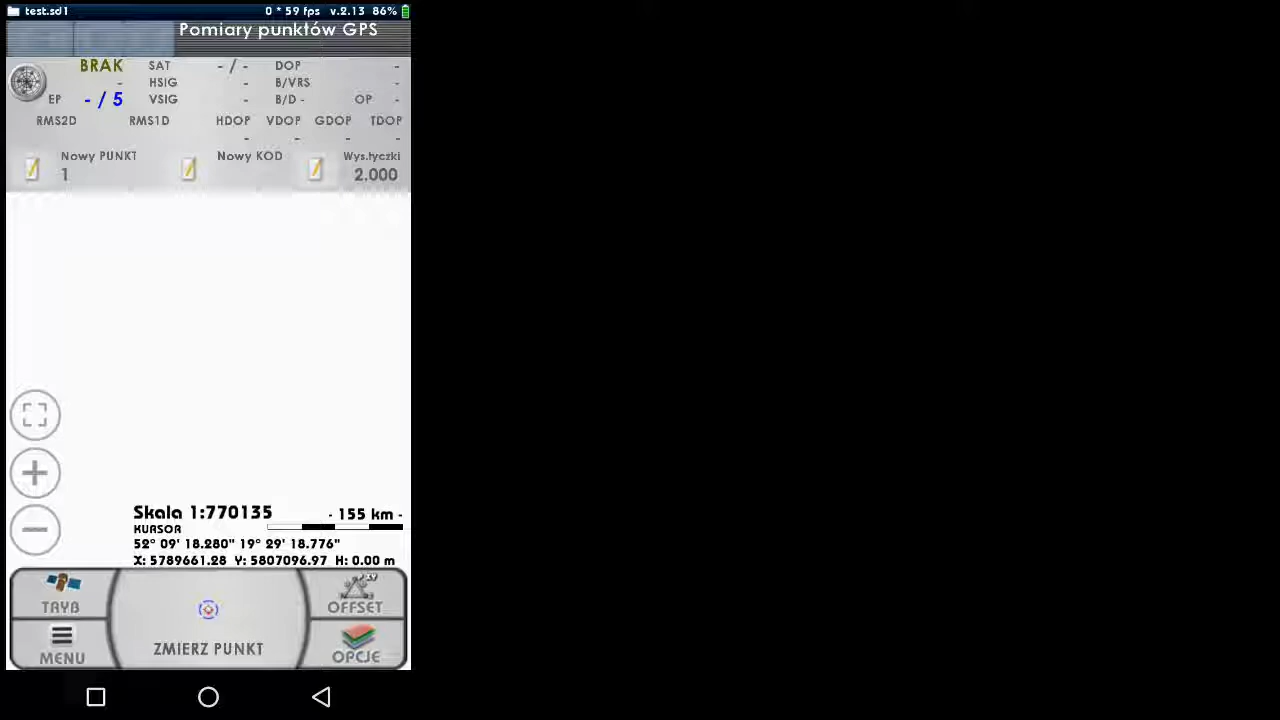 test.sd1 0 * 59 fps v.2.13 86%
Pomiary punktów GPS
BRAK SAT - / - DOP -
- HSIG - B/VRS -
EP - / 5 VSIG - B/D - OP -
RMS2D RMS1D HDOP VDOP GDOP TDOP
- - - -
Nowy PUNKT Nowy KOD Wys.tyczki
1 2.000
Skala 1:770135 - 155 km -
KURSOR
52° 09' 18.280" 19° 29' 18.776"
X: 5789661.28 Y: 5807096.97 H: 0.00 m
TRYB XY OFFSET
ZMIERZ PUNKT
MENU OPCJE